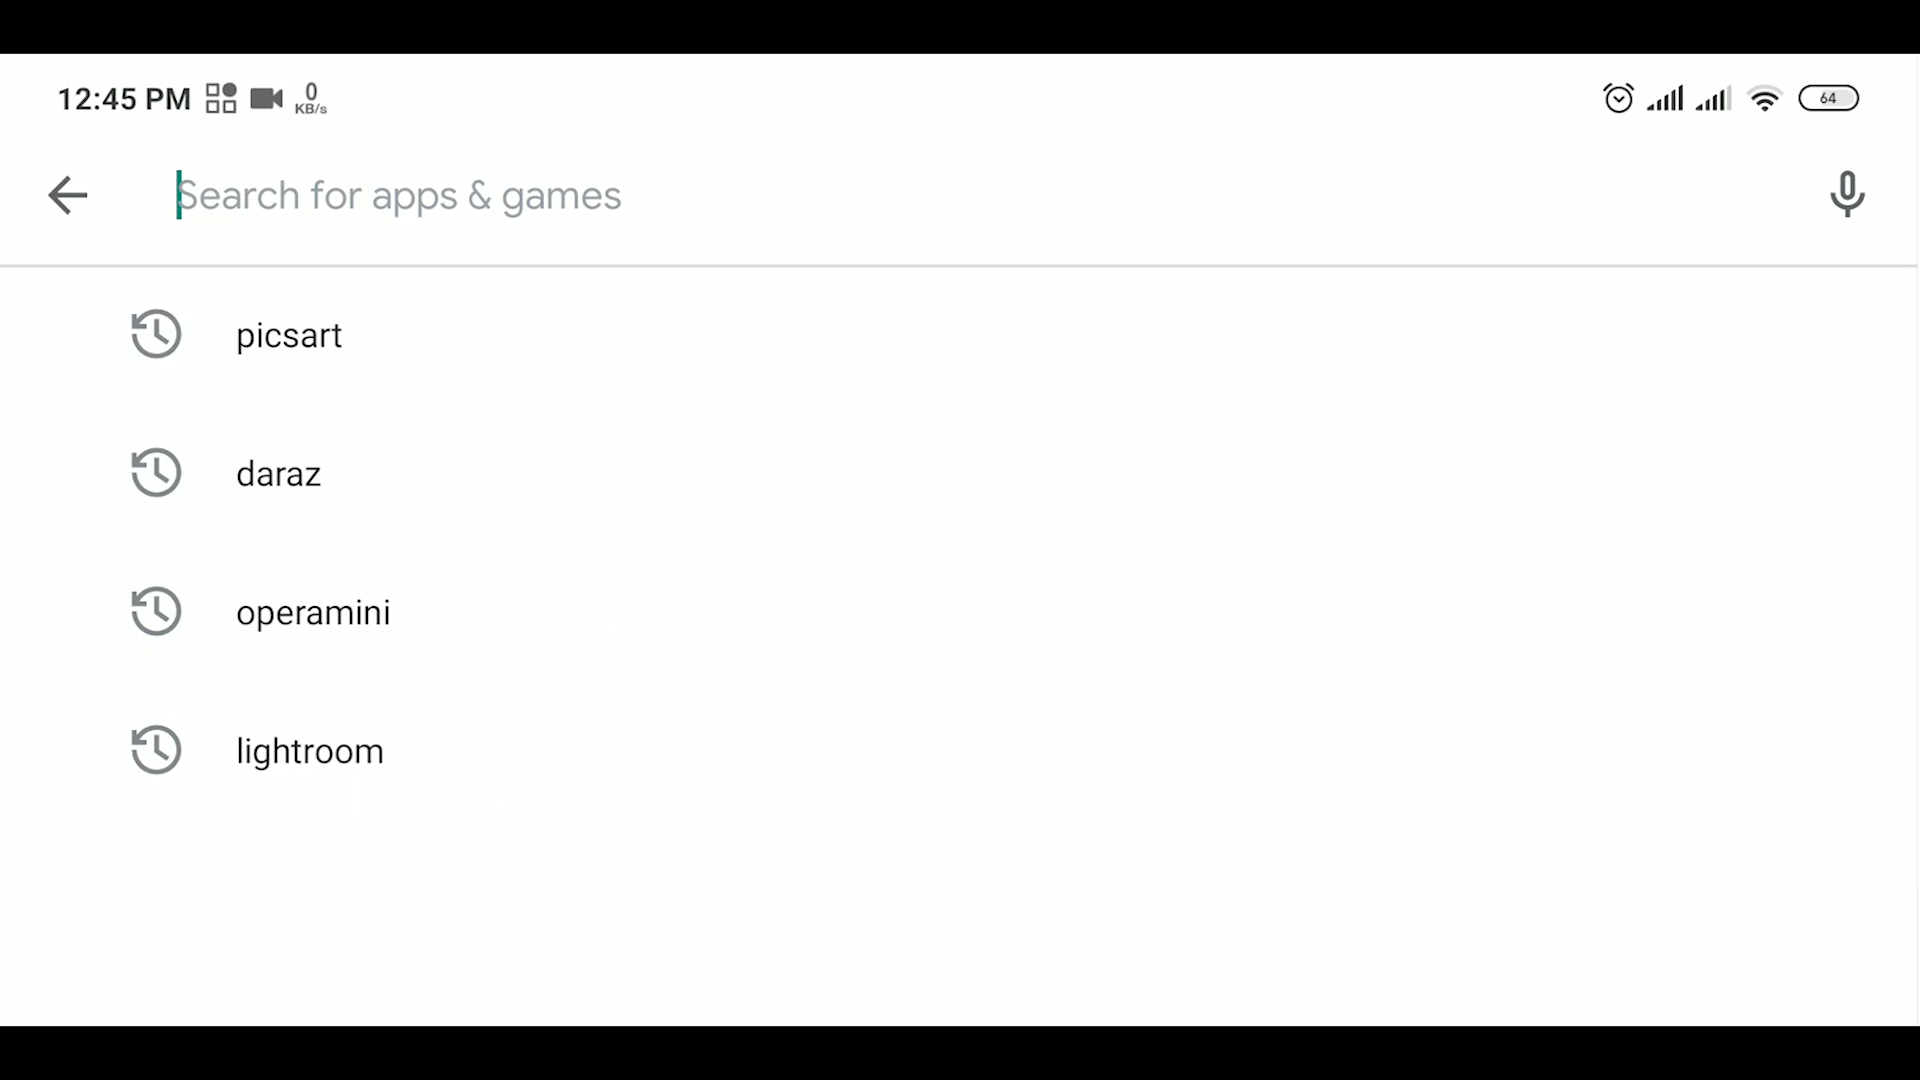 12:45 PM 0 KB/s 64
Search for apps & games
picsart
daraz
operamini
lightroom